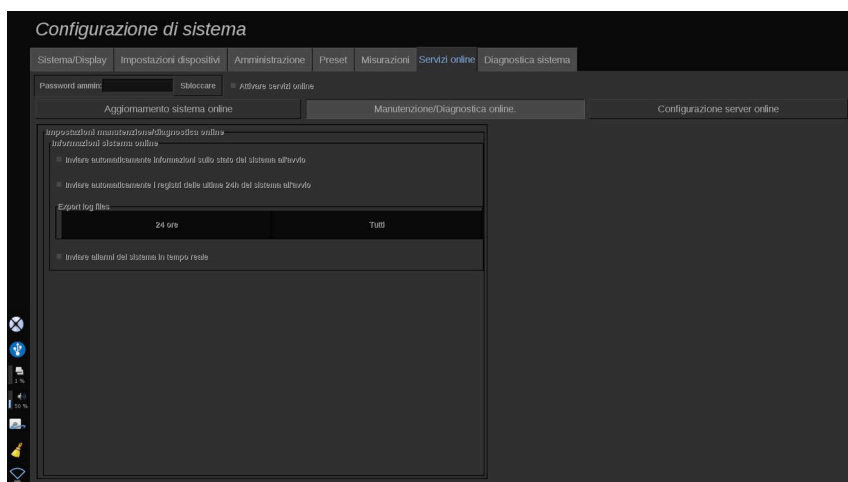 Configurazione di sistema
Sistema/Display Impostazioni dispositivi Amministrazione Preset Misurazioni Servizi online Diagnostica sistema
Password ammin: Sbloccare Attivare servizi online
Aggiornamento sistema online Manutenzione/Diagnostica online. Configurazione server online
Impostazioni manutenzione/diagnostica online
Informazioni sistema online
Inviare automaticamente informazioni sullo stato del sistema all'avvio
Inviare automaticamente i registri delle ultime 24h del sistema all'avvio
Export log files
24 ore Tutti
Inviare allarmi del sistema in tempo reale
1 %
50 %